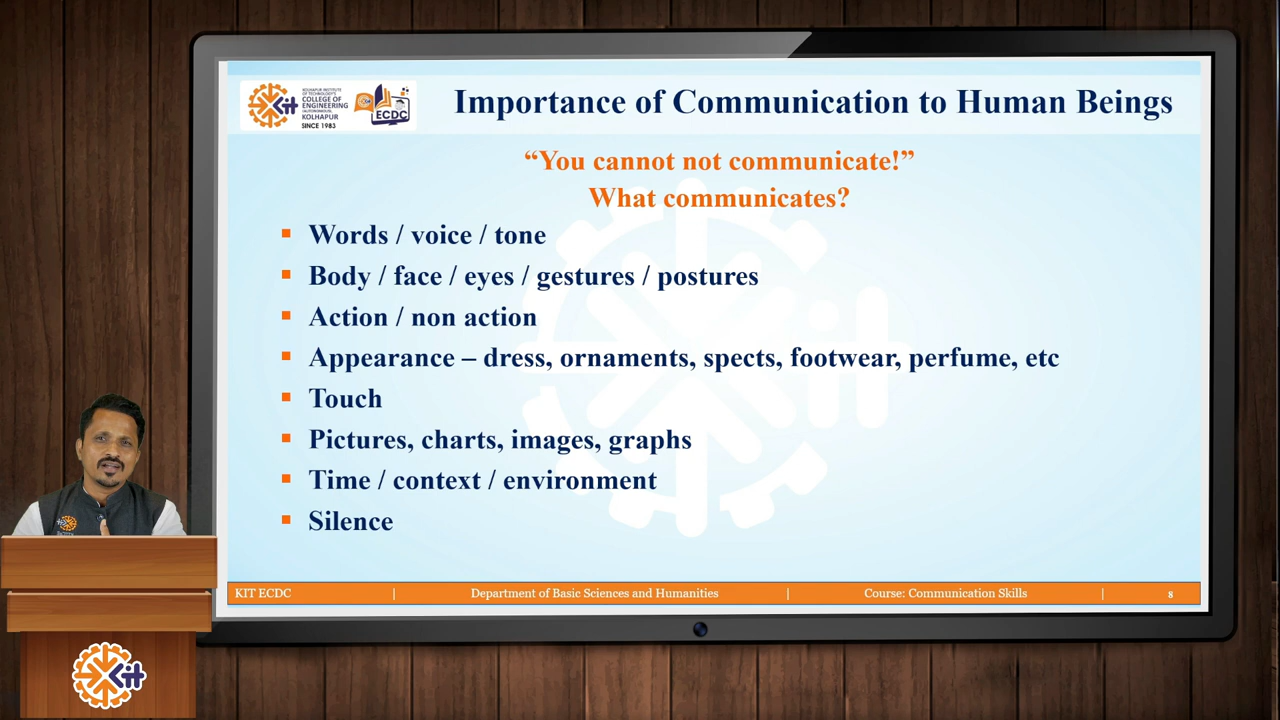 KOLHAPUR INSTITUTE
OF TECHNOLOGY'S
COLLEGE OF
ENGINEERING
(AUTONOMOUS),
KOLHAPUR
SINCE 1983
Kit
ECDC
Importance of Communication to Human Beings
“You cannot not communicate!”
What communicates?
Words / voice / tone
Body / face / eyes / gestures / postures
Action / non action
Appearance – dress, ornaments, spects, footwear, perfume, etc
Touch
Pictures, charts, images, graphs
Time / context / environment
Silence
KIT ECDC | Department of Basic Sciences and Humanities | Course: Communication Skills | 8
Kit